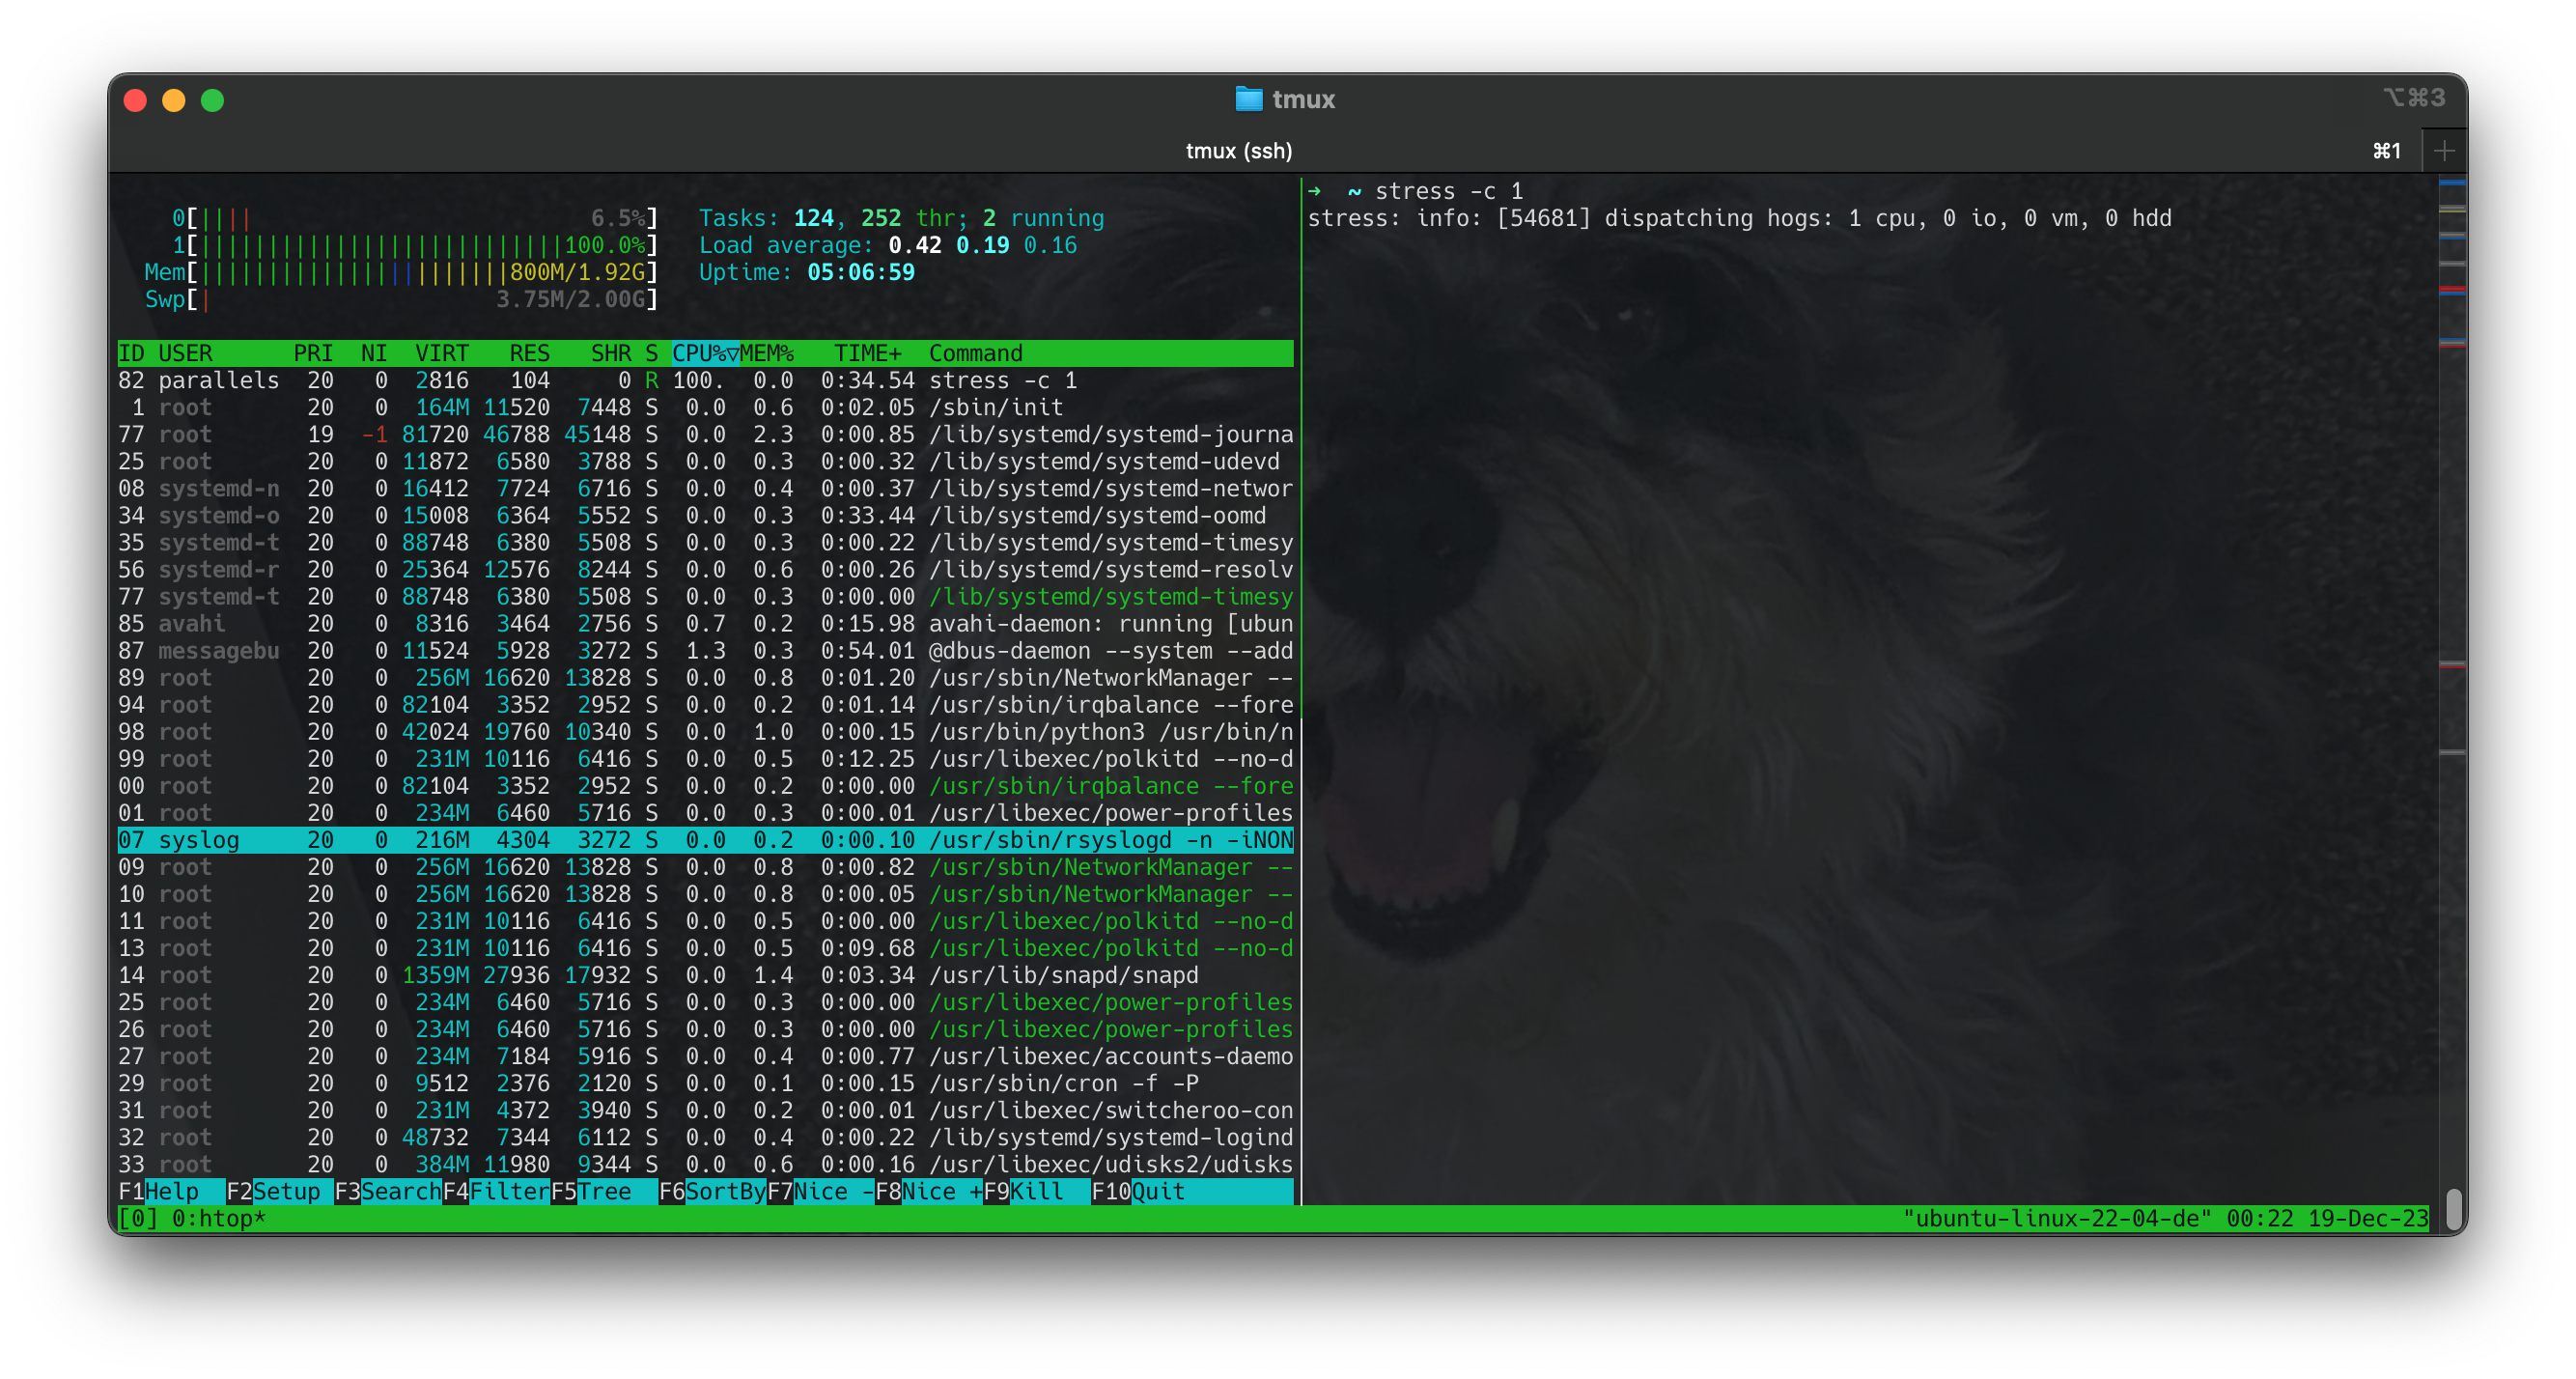 tmux
⌥⌘3
tmux (ssh)
⌘1
0[|||| 6.5%] Tasks: 124, 252 thr; 2 running
1[|||||||||||||||||||||||||||100.0%] Load average: 0.42 0.19 0.16
Mem[|||||||||||||||||||||||800M/1.92G] Uptime: 05:06:59
Swp[| 3.75M/2.00G]
ID USER PRI NI VIRT RES SHR S CPU%▽MEM% TIME+ Command
82 parallels 20 0 2816 104 0 R 100. 0.0 0:34.54 stress -c 1
1 root 20 0 164M 11520 7448 S 0.0 0.6 0:02.05 /sbin/init
77 root 19 -1 81720 46788 45148 S 0.0 2.3 0:00.85 /lib/systemd/systemd-journa
25 root 20 0 11872 6580 3788 S 0.0 0.3 0:00.32 /lib/systemd/systemd-udevd
08 systemd-n 20 0 16412 7724 6716 S 0.0 0.4 0:00.37 /lib/systemd/systemd-networ
34 systemd-o 20 0 15008 6364 5552 S 0.0 0.3 0:33.44 /lib/systemd/systemd-oomd
35 systemd-t 20 0 88748 6380 5508 S 0.0 0.3 0:00.22 /lib/systemd/systemd-timesy
56 systemd-r 20 0 25364 12576 8244 S 0.0 0.6 0:00.26 /lib/systemd/systemd-resolv
77 systemd-t 20 0 88748 6380 5508 S 0.0 0.3 0:00.00 /lib/systemd/systemd-timesy
85 avahi 20 0 8316 3464 2756 S 0.7 0.2 0:15.98 avahi-daemon: running [ubun
87 messagebu 20 0 11524 5928 3272 S 1.3 0.3 0:54.01 @dbus-daemon --system --add
89 root 20 0 256M 16620 13828 S 0.0 0.8 0:01.20 /usr/sbin/NetworkManager --
94 root 20 0 82104 3352 2952 S 0.0 0.2 0:01.14 /usr/sbin/irqbalance --fore
98 root 20 0 42024 19760 10340 S 0.0 1.0 0:00.15 /usr/bin/python3 /usr/bin/n
99 root 20 0 231M 10116 6416 S 0.0 0.5 0:12.25 /usr/libexec/polkitd --no-d
00 root 20 0 82104 3352 2952 S 0.0 0.2 0:00.00 /usr/sbin/irqbalance --fore
01 root 20 0 234M 6460 5716 S 0.0 0.3 0:00.01 /usr/libexec/power-profiles
07 syslog 20 0 216M 4304 3272 S 0.0 0.2 0:00.10 /usr/sbin/rsyslogd -n -iNON
09 root 20 0 256M 16620 13828 S 0.0 0.8 0:00.82 /usr/sbin/NetworkManager --
10 root 20 0 256M 16620 13828 S 0.0 0.8 0:00.05 /usr/sbin/NetworkManager --
11 root 20 0 231M 10116 6416 S 0.0 0.5 0:00.00 /usr/libexec/polkitd --no-d
13 root 20 0 231M 10116 6416 S 0.0 0.5 0:09.68 /usr/libexec/polkitd --no-d
14 root 20 0 1359M 27936 17932 S 0.0 1.4 0:03.34 /usr/lib/snapd/snapd
25 root 20 0 234M 6460 5716 S 0.0 0.3 0:00.00 /usr/libexec/power-profiles
26 root 20 0 234M 6460 5716 S 0.0 0.3 0:00.00 /usr/libexec/power-profiles
27 root 20 0 234M 7184 5916 S 0.0 0.4 0:00.77 /usr/libexec/accounts-daemo
29 root 20 0 9512 2376 2120 S 0.0 0.1 0:00.15 /usr/sbin/cron -f -P
31 root 20 0 231M 4372 3940 S 0.0 0.2 0:00.01 /usr/libexec/switcheroo-con
32 root 20 0 48732 7344 6112 S 0.0 0.4 0:00.22 /lib/systemd/systemd-logind
33 root 20 0 384M 11980 9344 S 0.0 0.6 0:00.16 /usr/libexec/udisks2/udisks
F1Help F2Setup F3SearchF4FilterF5Tree F6SortByF7Nice -F8Nice +F9Kill F10Quit
→ ~ stress -c 1
stress: info: [54681] dispatching hogs: 1 cpu, 0 io, 0 vm, 0 hdd
[0] 0:htop* "ubuntu-linux-22-04-de" 00:22 19-Dec-23